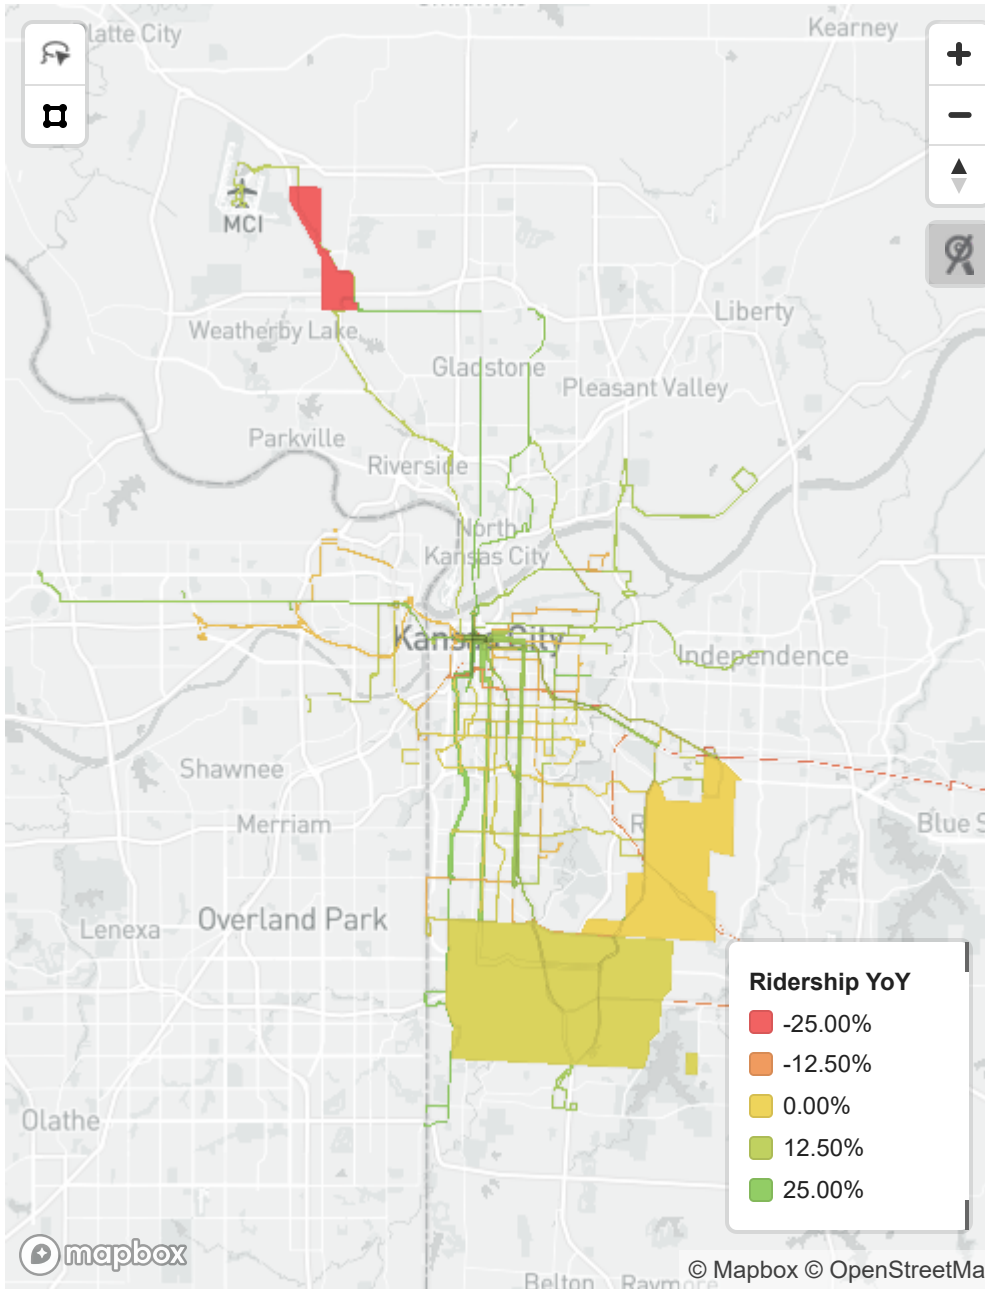 Platte City
Kearney
MCI
Liberty
Weatherby Lake
Gladstone
Pleasant Valley
Parkville
Riverside
North
Kansas City
Kansas City
Independence
Shawnee
Merriam
R
Blue S
Overland Park
Lenexa
Ridership YoY
-25.00%
-12.50%
0.00%
12.50%
25.00%
Olathe
mapbox
© Mapbox © OpenStreetMa
Belton
Raymore